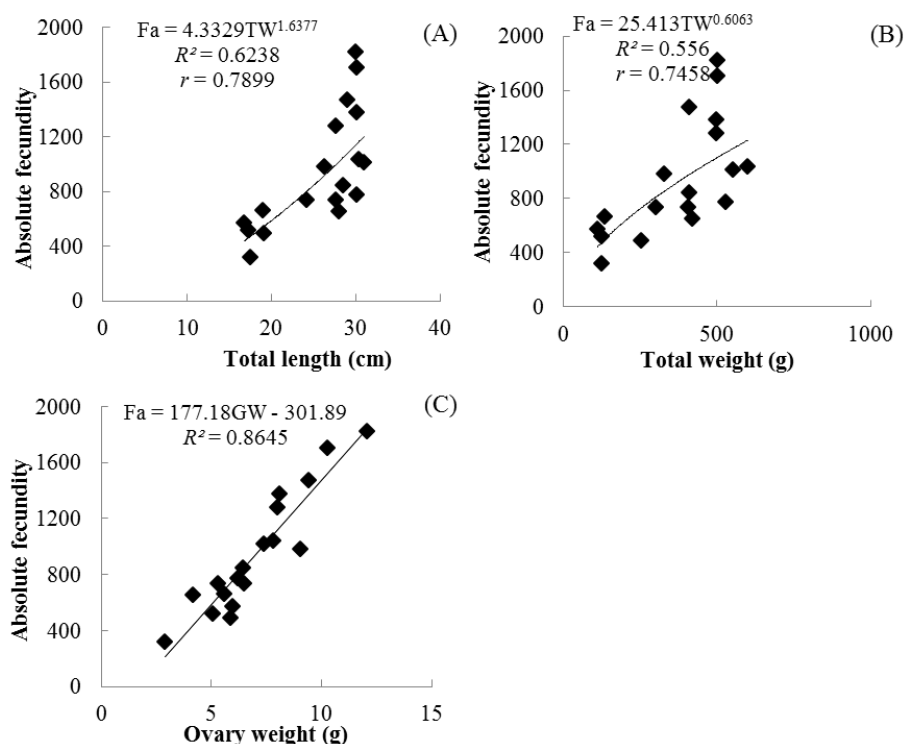 Fa = 4.3329TW^1.6377
R² = 0.6238
r = 0.7899
(A)
Absolute fecundity
2000
1600
1200
800
400
0
0 10 20 30 40
Total length (cm)
Fa = 25.413TW^0.6063
R² = 0.556
r = 0.7458
(B)
Absolute fecundity
2000
1600
1200
800
400
0
0 500 1000
Total weight (g)
Fa = 177.18GW - 301.89
R² = 0.8645
(C)
Absolute fecundity
2000
1600
1200
800
400
0
0 5 10 15
Ovary weight (g)